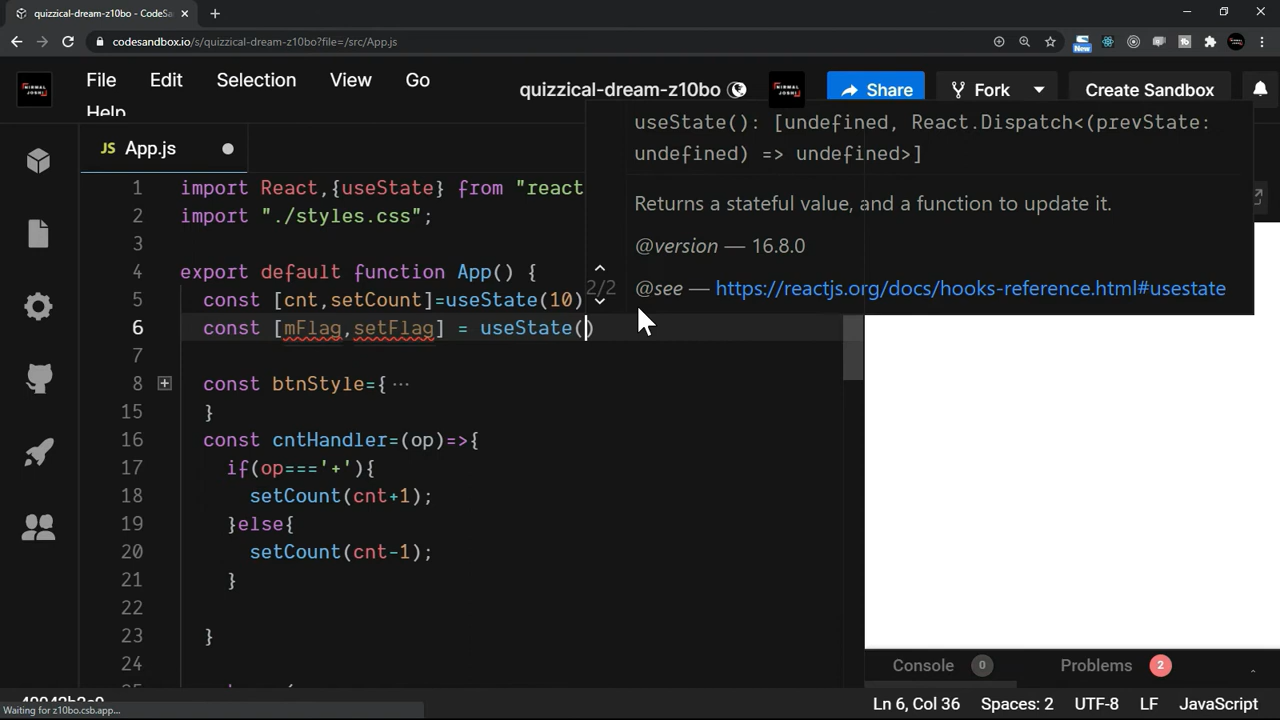 quizzical-dream-z10bo - CodeSa
codesandbox.io/s/quizzical-dream-z10bo?file=/src/App.js
New
File Edit Selection View Go
Help
NIRMAL JOSHI
quizzical-dream-z10bo
NIRMAL JOSHI
Share
Fork
Create Sandbox
JS App.js
useState(): [undefined, React.Dispatch<(prevState:
undefined) => undefined>]
Returns a stateful value, and a function to update it.
@version — 16.8.0
2/2
@see — https://reactjs.org/docs/hooks-reference.html#usestate
1 import React,{useState} from "react
2 import "./styles.css";
3
4 export default function App() {
5 const [cnt,setCount]=useState(10)
6 const [mFlag,setFlag] = useState()
7
8 const btnStyle={ ···
15 }
16 const cntHandler=(op)=>{
17 if(op==='+'){
18 setCount(cnt+1);
19 }else{
20 setCount(cnt-1);
21 }
22
23 }
24
Console 0
Problems 2
Waiting for z10bo.csb.app...
Ln 6, Col 36
Spaces: 2
UTF-8
LF
JavaScript